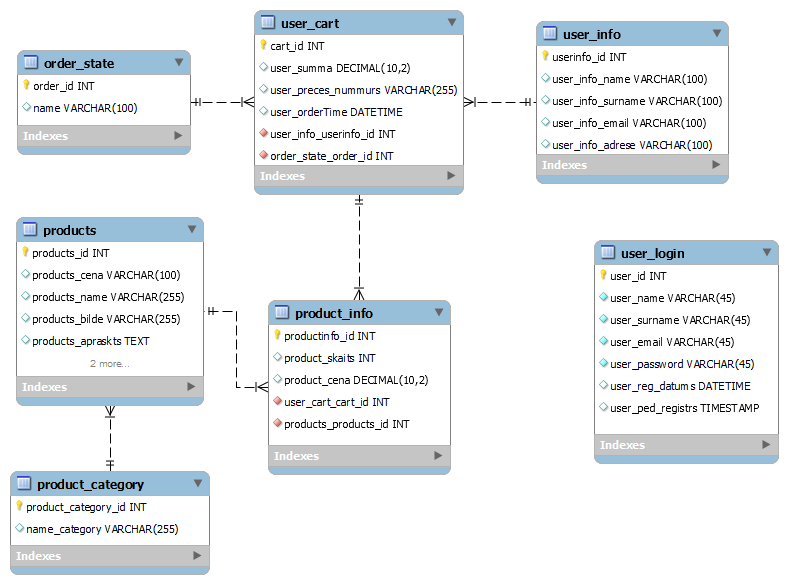 order_state
order_id INT
name VARCHAR(100)
Indexes
user_cart
cart_id INT
user_summa DECIMAL(10,2)
user_preces_nummurs VARCHAR(255)
user_orderTime DATETIME
user_info_userinfo_id INT
order_state_order_id INT
Indexes
user_info
userinfo_id INT
user_info_name VARCHAR(100)
user_info_surname VARCHAR(100)
user_info_email VARCHAR(100)
user_info_adrese VARCHAR(100)
Indexes
products
products_id INT
products_cena VARCHAR(100)
products_name VARCHAR(255)
products_bilde VARCHAR(255)
products_apraksts TEXT
2 more...
Indexes
product_info
productinfo_id INT
product_skaits INT
product_cena DECIMAL(10,2)
user_cart_cart_id INT
products_products_id INT
Indexes
user_login
user_id INT
user_name VARCHAR(45)
user_surname VARCHAR(45)
user_email VARCHAR(45)
user_password VARCHAR(45)
user_reg_datums DATETIME
user_ped_registrs TIMESTAMP
Indexes
product_category
product_category_id INT
name_category VARCHAR(255)
Indexes